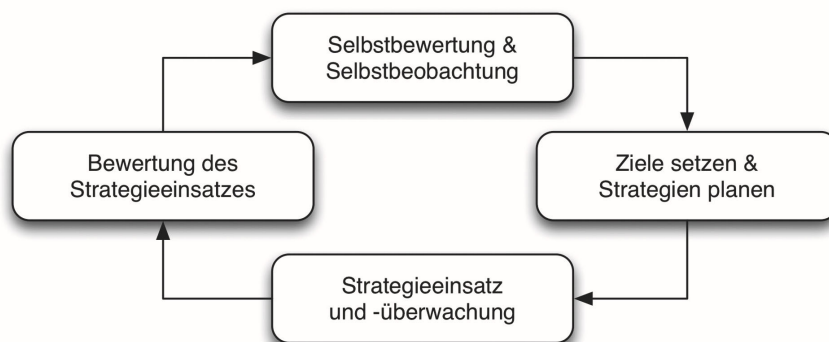 Selbstbewertung &
Selbstbeobachtung
Bewertung des
Strategieeinsatzes
Ziele setzen &
Strategien planen
Strategieeinsatz
und -überwachung